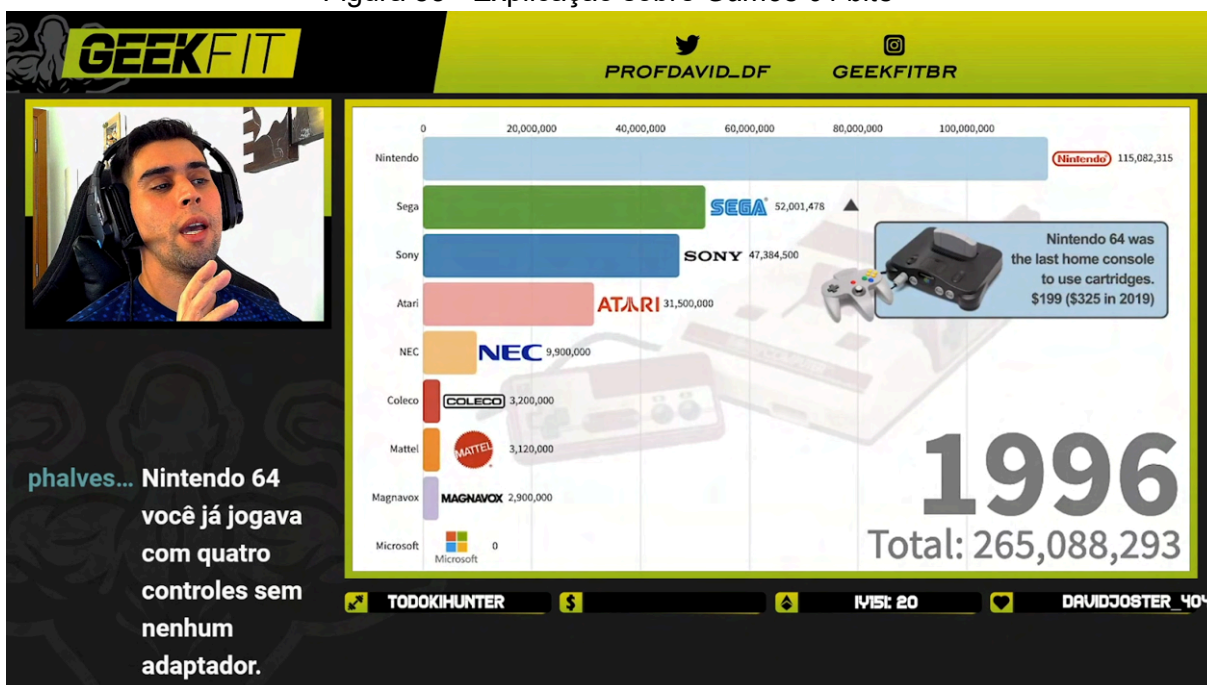 GEEKFIT
PROFDAVID_DF
GEEKFITBR
0 20,000,000 40,000,000 60,000,000 80,000,000 100,000,000
Nintendo Nintendo 115,082,315
Sega SEGA 52,001,478
Sony SONY 47,384,500
Atari ATARI 31,500,000
NEC NEC 9,900,000
Coleco COLECO 3,200,000
Mattel MATTEL 3,120,000
Magnavox MAGNAVOX 2,900,000
Microsoft Microsoft 0
Nintendo 64 was
the last home console
to use cartridges.
$199 ($325 in 2019)
1996
Total: 265,088,293
phalves... Nintendo 64
você já jogava
com quatro
controles sem
nenhum
adaptador.
TODOKIHUNTER
$
DAVIDJOSTER_404